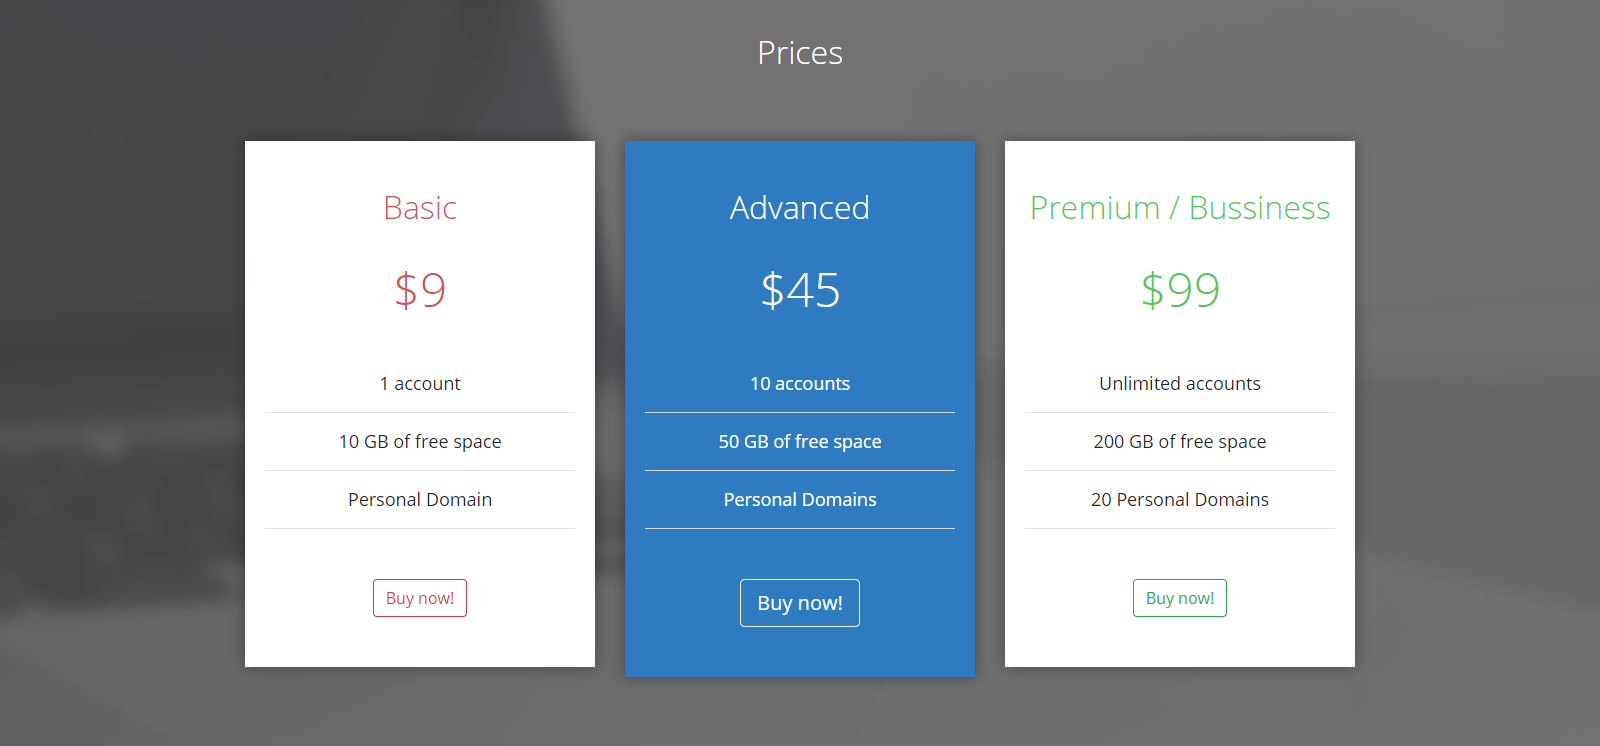 Prices
Basic
$9
1 account
10 GB of free space
Personal Domain
Buy now!
Advanced
$45
10 accounts
50 GB of free space
Personal Domains
Buy now!
Premium / Bussiness
$99
Unlimited accounts
200 GB of free space
20 Personal Domains
Buy now!